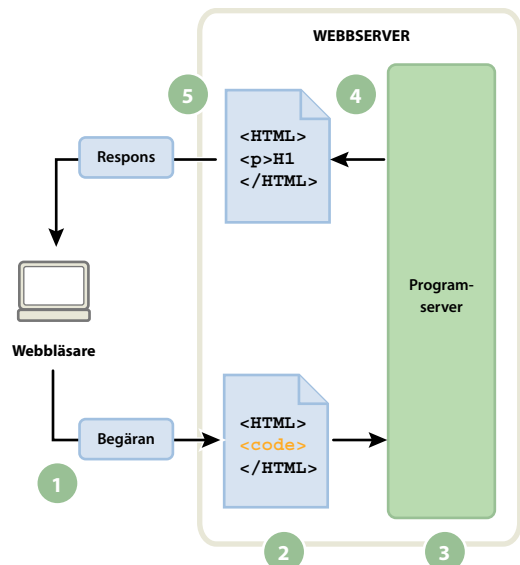 WEBBSERVER
5
4
<HTML>
<p>H1
</HTML>
Respons
Program-
server
Webbläsare
<HTML>
<code>
</HTML>
Begäran
1
2
3